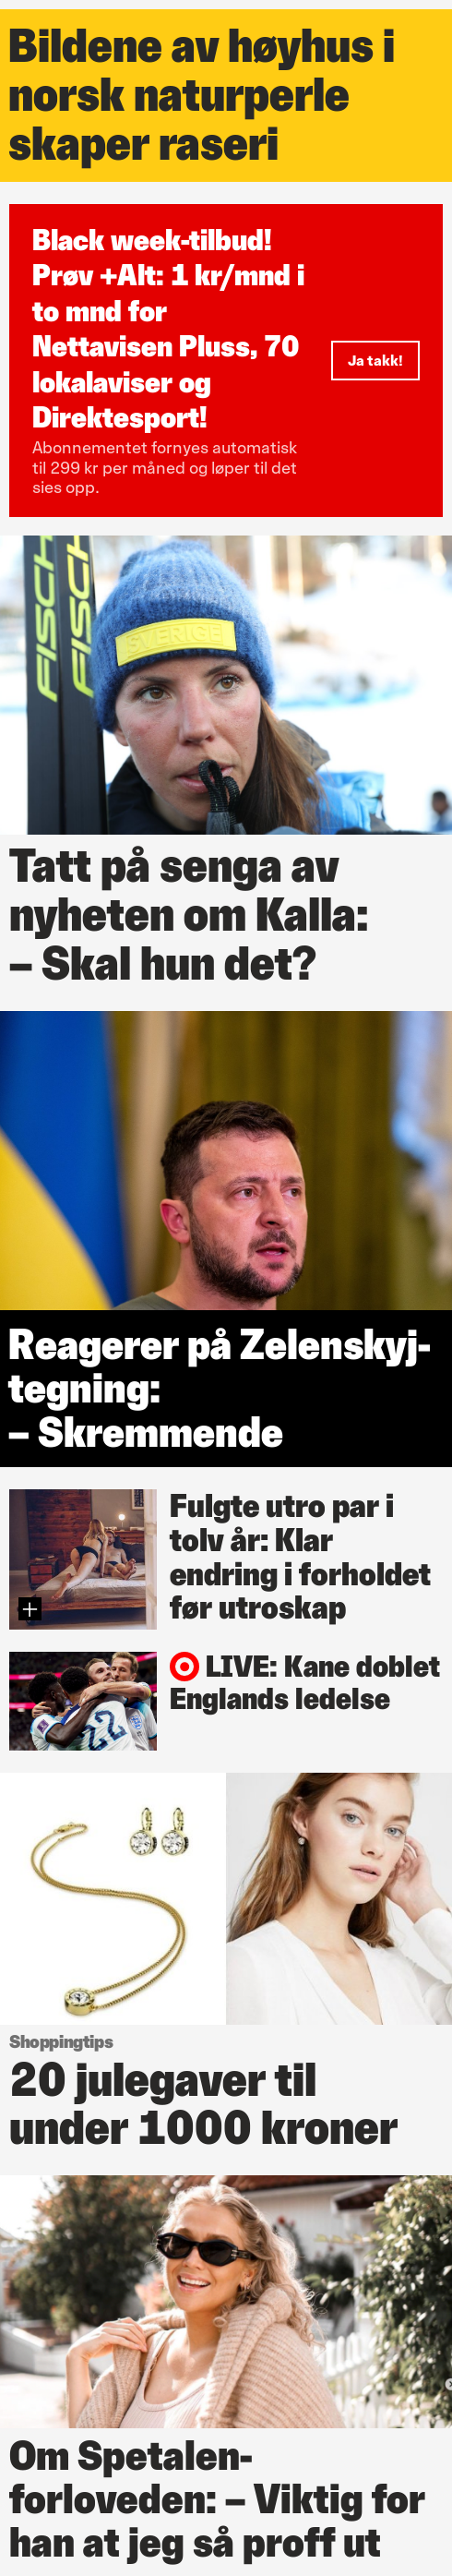 Bildene av høyhus i
norsk naturperle
skaper raseri
Black week-tilbud!
Prøv +Alt: 1 kr/mnd i
to mnd for
Nettavisen Pluss, 70
lokalaviser og
Direktesport!
Ja takk!
Abonnementet fornyes automatisk
til 299 kr per måned og løper til det
sies opp.
FISCH
FISCH
SVERIGE
Tatt på senga av
nyheten om Kalla:
– Skal hun det?
Reagerer på Zelenskyj-
tegning:
– Skremmende
Fulgte utro par i
tolv år: Klar
endring i forholdet
før utroskap
LIVE: Kane doblet
Englands ledelse
22
Shoppingtips
20 julegaver til
under 1000 kroner
Om Spetalen-
forloveden: – Viktig for
han at jeg så proff ut